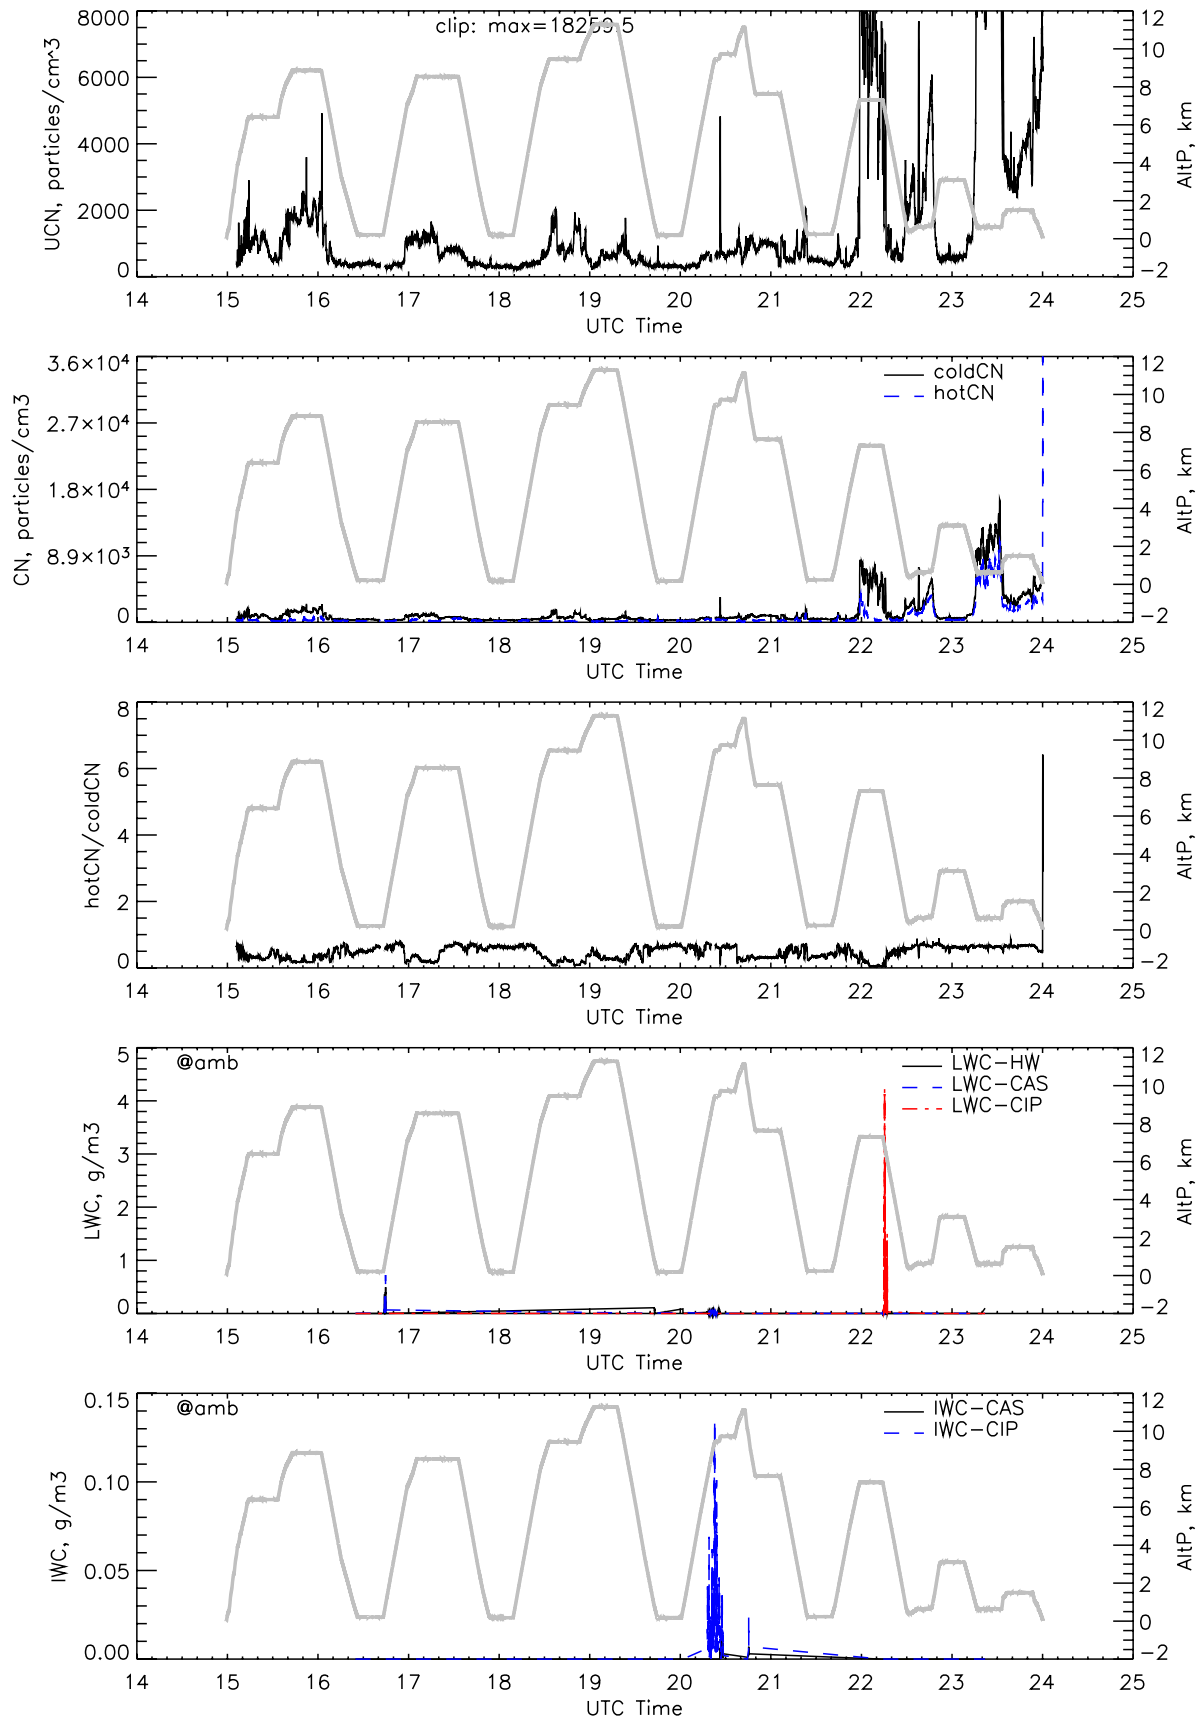 clip: max=18259.5
8000
6000
4000
2000
0
UCN, particles/cm^3
12
10
8
6
4
2
0
−2
AltP, km
14 15 16 17 18 19 20 21 22 23 24 25
UTC Time
3.6×10⁴
2.7×10⁴
1.8×10⁴
8.9×10³
0
CN, particles/cm3
coldCN
hotCN
12
10
8
6
4
2
0
−2
AltP, km
14 15 16 17 18 19 20 21 22 23 24 25
UTC Time
8
6
4
2
0
hotCN/coldCN
12
10
8
6
4
2
0
−2
AltP, km
14 15 16 17 18 19 20 21 22 23 24 25
UTC Time
@amb
5
4
3
2
1
0
LWC, g/m3
LWC−HW
LWC−CAS
LWC−CIP
12
10
8
6
4
2
0
−2
AltP, km
14 15 16 17 18 19 20 21 22 23 24 25
UTC Time
@amb
0.15
0.10
0.05
0.00
IWC, g/m3
IWC−CAS
IWC−CIP
12
10
8
6
4
2
0
−2
AltP, km
14 15 16 17 18 19 20 21 22 23 24 25
UTC Time